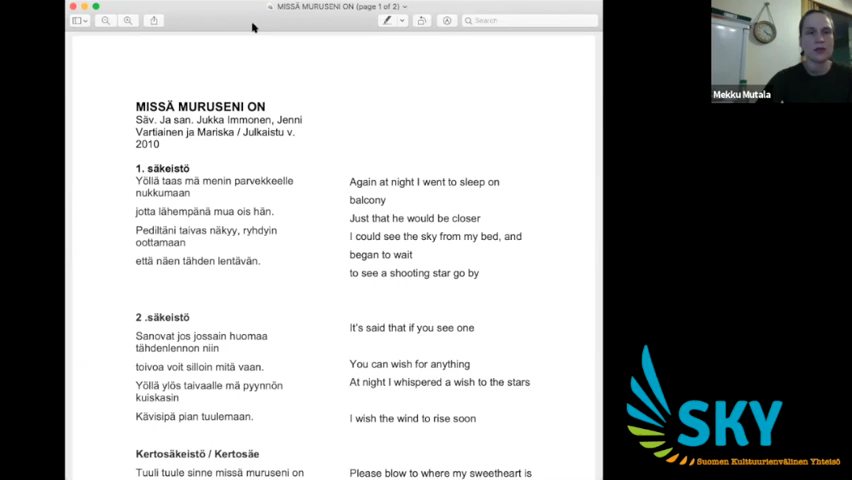 MISSÄ MURUSENI ON (page 1 of 2)
Search
Mekku Mutala
MISSÄ MURUSENI ON
Säv. Ja san. Jukka Immonen, Jenni
Vartiainen ja Mariska / Julkaistu v.
2010
1. säkeistö
Yöllä taas mä menin parvekkeelle
nukkumaan
jotta lähempänä mua ois hän.
Pediltäni taivas näkyy, ryhdyin
oottamaan
että näen tähden lentävän.
Again at night I went to sleep on
balcony
Just that he would be closer
I could see the sky from my bed, and
began to wait
to see a shooting star go by
2 .säkeistö
Sanovat jos jossain huomaa
tähdenlennon niin
toivoa voit silloin mitä vaan.
Yöllä ylös taivaalle mä pyynnön
kuiskasin
Kävisipä pian tuulemaan.
It's said that if you see one
You can wish for anything
At night I whispered a wish to the stars
I wish the wind to rise soon
Kertosäkeistö / Kertosäe
Tuuli tuule sinne missä muruseni on
Please blow to where my sweetheart is
SKY
Suomen Kulttuurienvälinen Yhteisö